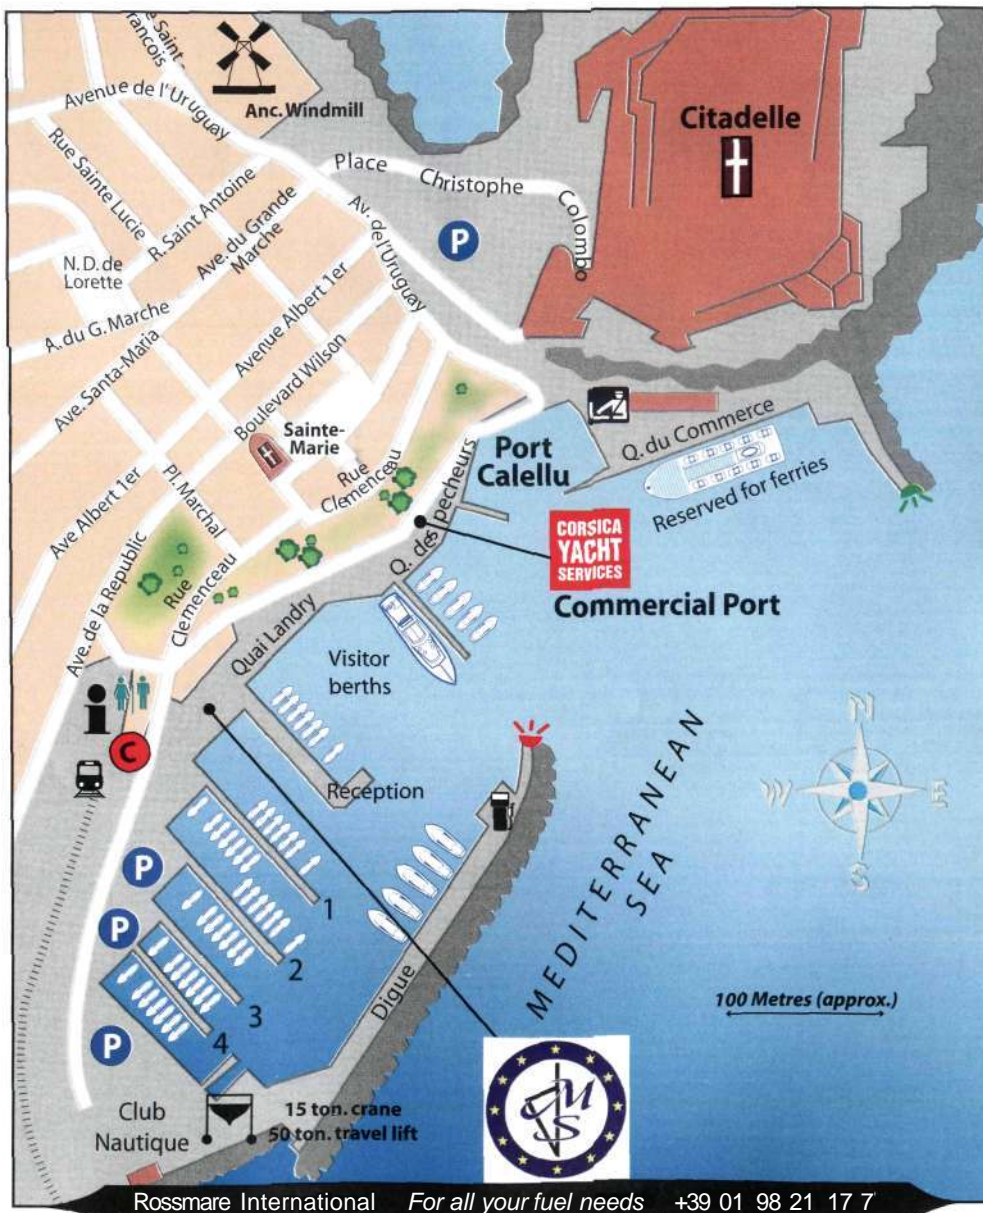 Rue Saint-
Francois
Avenue de l'Uruguay
Anc. Windmill
Citadelle
Rue Sainte Lucie
R. Saint Antoine
Place Christophe Colombo
P
Av. de l'Uruguay
Ave. du Grande
Marche
N.D. de
Lorette
A. du G. Marche
Avenue Albert 1er
Ave. Santa-Maria
Boulevard Wilson
Sainte-
Marie
Rue
Clemenceau
Port
Calellu
Q. du Commerce
Reserved for ferries
Ave Albert 1er
Pl. Marchal
Q. des pecheurs
CORSICA
YACHT
SERVICES
Commercial Port
Ave. de la Republic
Rue
Clemenceau
Quai Landry
Visitor
berths
i
C
Reception
MEDITERRANEAN
SEA
N
W
E
S
P
1
P
2
3
P
4
Digue
100 Metres (approx.)
CMS
Club
Nautique
15 ton. crane
50 ton. travel lift
Rossmare International For all your fuel needs +39 01 98 21 17 7